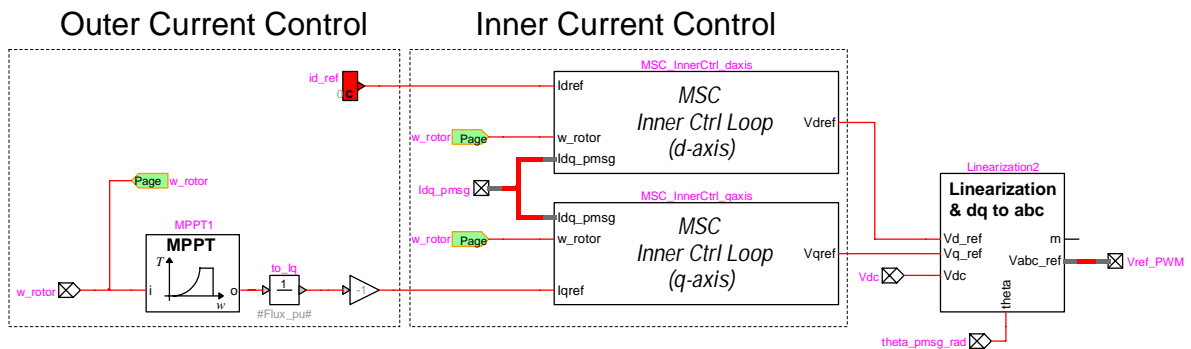 Outer Current Control
Inner Current Control
MSC_InnerCtrl_daxis
id_ref
0
C
Idref
MSC
Inner Ctrl Loop
(d-axis)
Vdref
w_rotor
Page
w_rotor
Idq_pmsg
Idq_pmsg
MSC_InnerCtrl_qaxis
Idq_pmsg
w_rotor
Page
w_rotor
MSC
Inner Ctrl Loop
(q-axis)
Vqref
Iqref
Page
w_rotor
MPPT1
MPPT
T
w
i
o
w_rotor
to_Iq
1
#Flux_pu#
-1
Linearization2
Linearization
& dq to abc
Vd_ref
m
Vq_ref
Vabc_ref
Vref_PWM
Vdc
Vdc
theta
theta_pmsg_rad